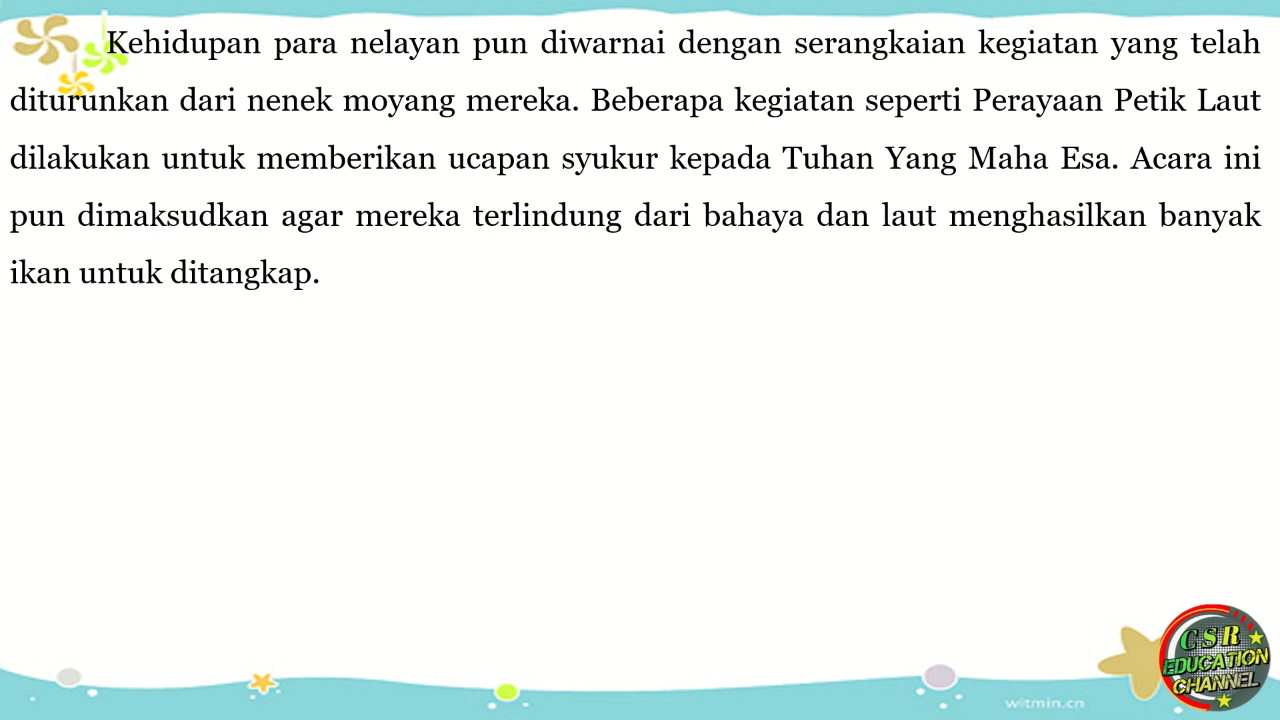 Kehidupan para nelayan pun diwarnai dengan serangkaian kegiatan yang telah
diturunkan dari nenek moyang mereka. Beberapa kegiatan seperti Perayaan Petik Laut
dilakukan untuk memberikan ucapan syukur kepada Tuhan Yang Maha Esa. Acara ini
pun dimaksudkan agar mereka terlindung dari bahaya dan laut menghasilkan banyak
ikan untuk ditangkap.
CSR
EDUCATION
CHANNEL
witmin.cn